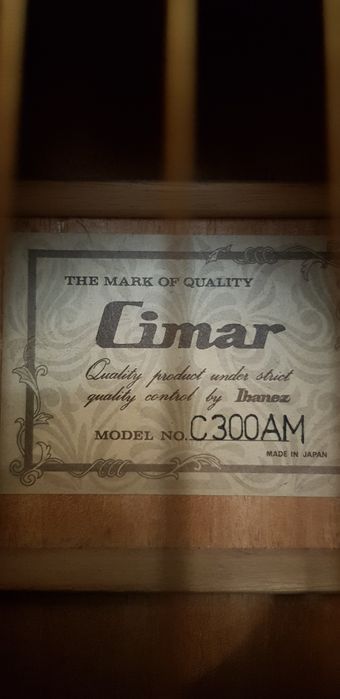 THE MARK OF QUALITY
Cimar
Quality product under strict
quality control by Ibanez
MODEL NO. C300AM
MADE IN JAPAN